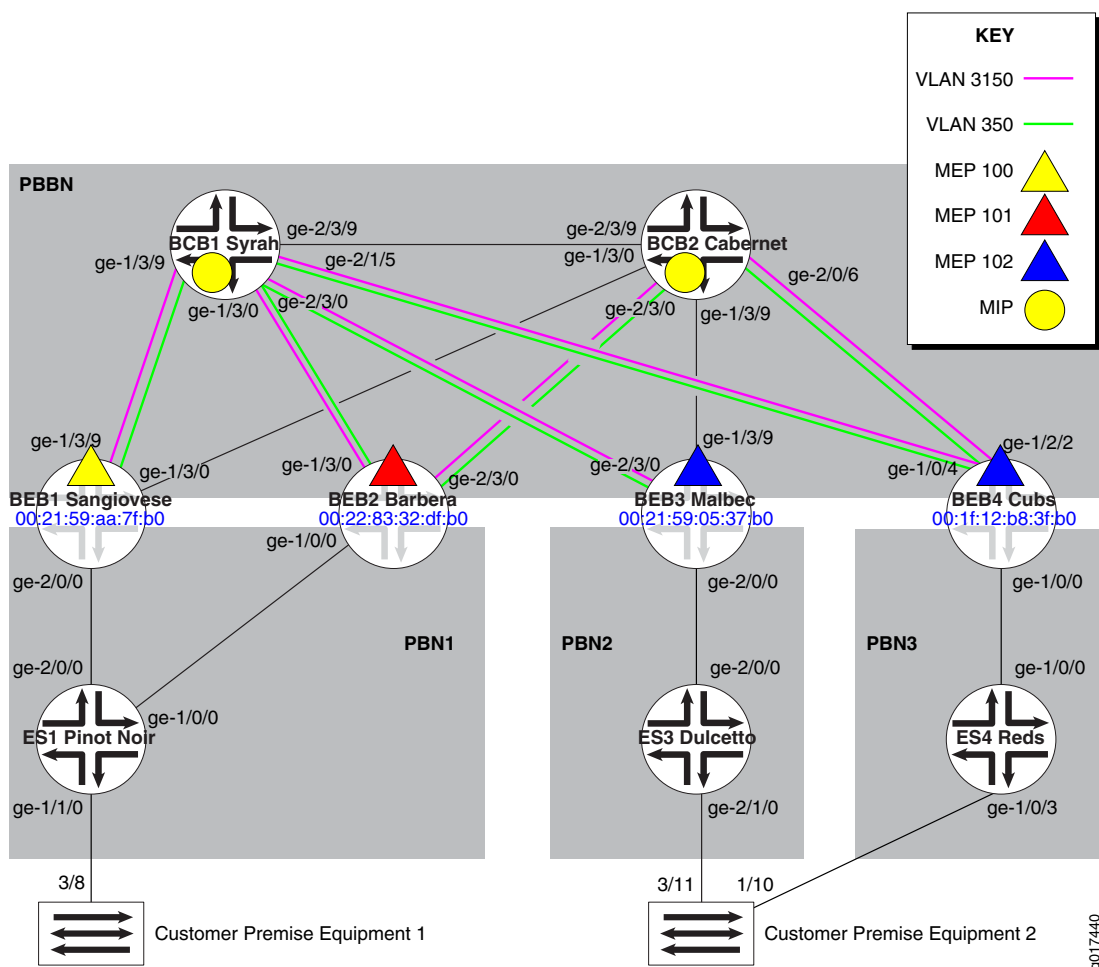 KEY
VLAN 3150
VLAN 350
MEP 100
MEP 101
MEP 102
MIP
PBBN
BCB1 Syrah
BCB2 Cabernet
ge-2/3/9
ge-2/3/9
ge-1/3/9
ge-2/1/5
ge-1/3/0
ge-2/0/6
ge-1/3/0
ge-2/3/0
ge-2/3/0
ge-1/3/9
ge-1/3/9
ge-1/3/0
ge-1/3/0
ge-2/3/0
ge-2/3/0
ge-1/3/9
ge-1/0/4
ge-1/2/2
BEB1 Sangiovese
00:21:59:aa:7f:b0
BEB2 Barbera
00:22:83:32:df:b0
BEB3 Malbec
00:21:59:05:37:b0
BEB4 Cubs
00:1f:12:b8:3f:b0
ge-1/0/0
ge-2/0/0
ge-2/0/0
ge-1/0/0
PBN1
PBN2
PBN3
ge-2/0/0
ge-1/0/0
ge-2/0/0
ge-1/0/0
ES1 Pinot Noir
ES3 Dulcetto
ES4 Reds
ge-1/1/0
ge-2/1/0
ge-1/0/3
3/8
3/11
1/10
Customer Premise Equipment 1
Customer Premise Equipment 2
g017440